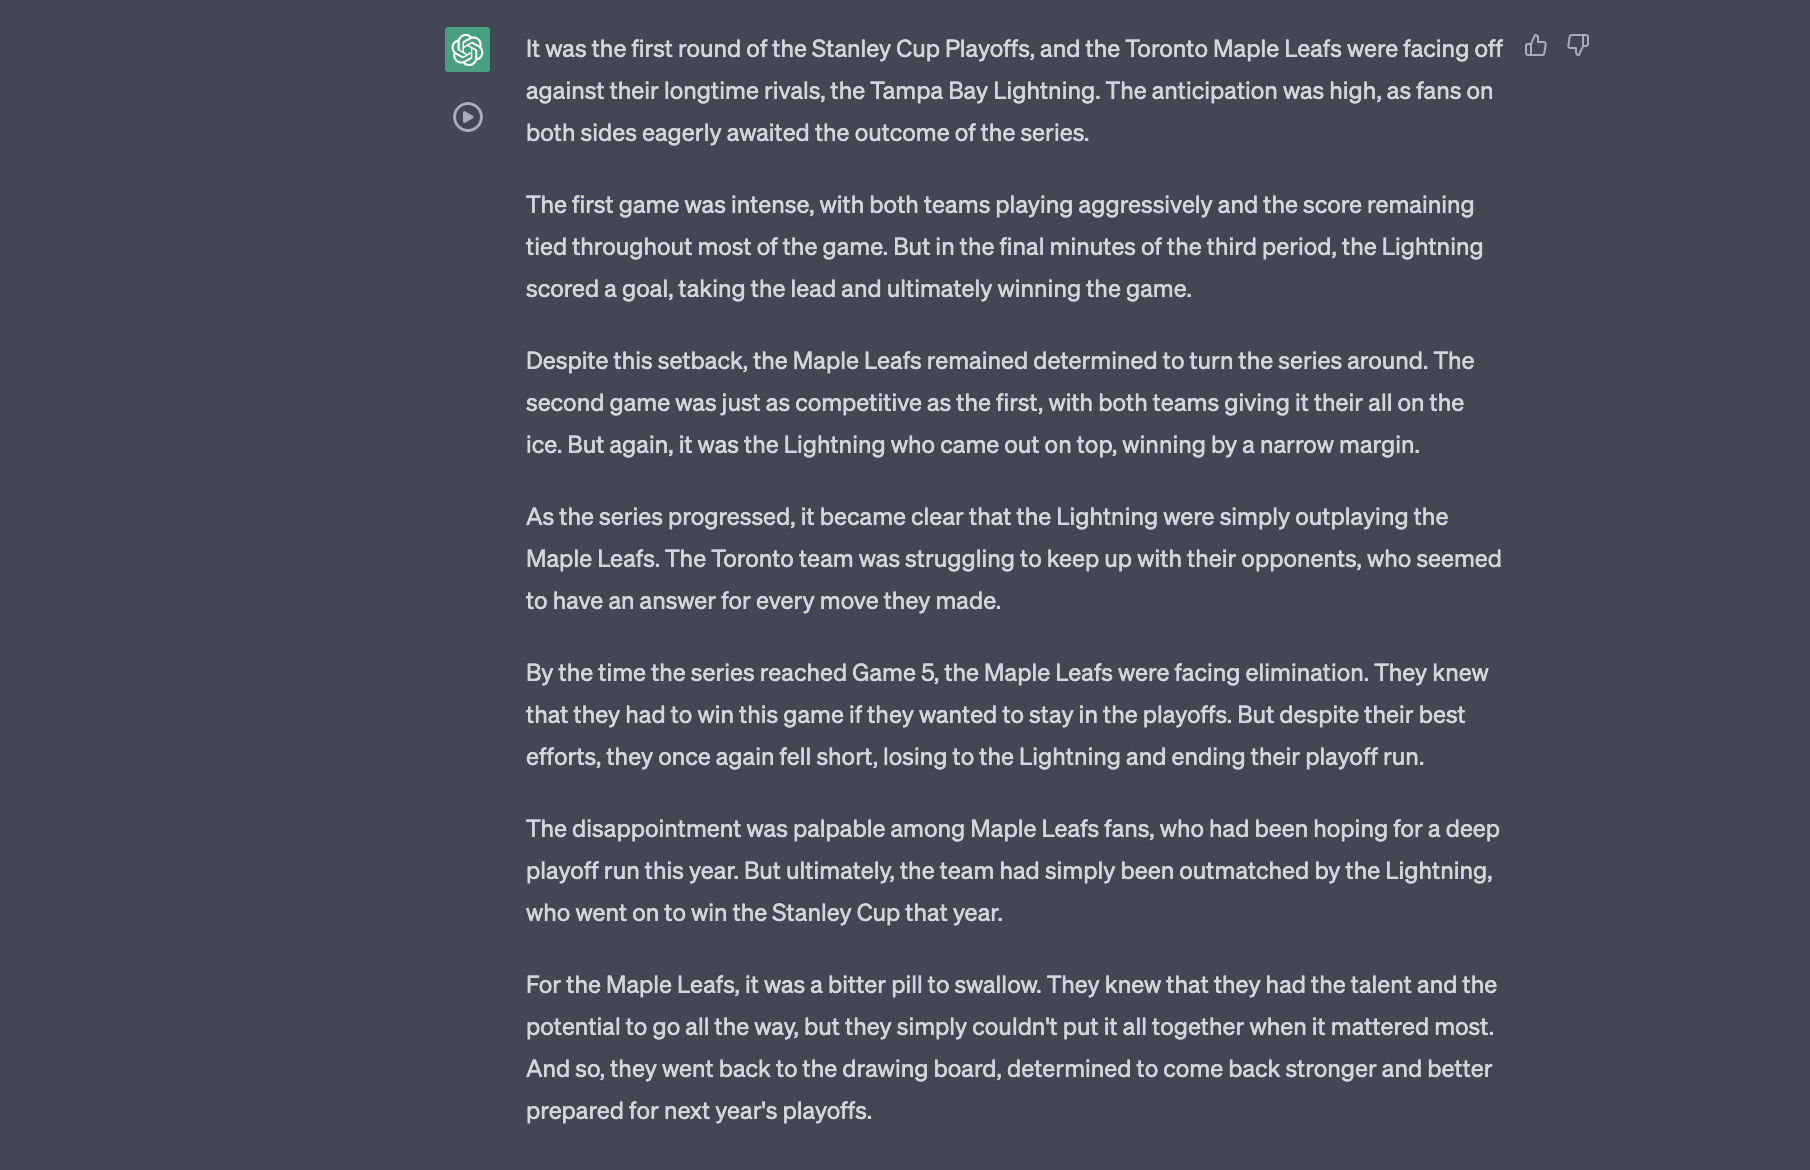 It was the first round of the Stanley Cup Playoffs, and the Toronto Maple Leafs were facing off
against their longtime rivals, the Tampa Bay Lightning. The anticipation was high, as fans on
both sides eagerly awaited the outcome of the series.
The first game was intense, with both teams playing aggressively and the score remaining
tied throughout most of the game. But in the final minutes of the third period, the Lightning
scored a goal, taking the lead and ultimately winning the game.
Despite this setback, the Maple Leafs remained determined to turn the series around. The
second game was just as competitive as the first, with both teams giving it their all on the
ice. But again, it was the Lightning who came out on top, winning by a narrow margin.
As the series progressed, it became clear that the Lightning were simply outplaying the
Maple Leafs. The Toronto team was struggling to keep up with their opponents, who seemed
to have an answer for every move they made.
By the time the series reached Game 5, the Maple Leafs were facing elimination. They knew
that they had to win this game if they wanted to stay in the playoffs. But despite their best
efforts, they once again fell short, losing to the Lightning and ending their playoff run.
The disappointment was palpable among Maple Leafs fans, who had been hoping for a deep
playoff run this year. But ultimately, the team had simply been outmatched by the Lightning,
who went on to win the Stanley Cup that year.
For the Maple Leafs, it was a bitter pill to swallow. They knew that they had the talent and the
potential to go all the way, but they simply couldn't put it all together when it mattered most.
And so, they went back to the drawing board, determined to come back stronger and better
prepared for next year's playoffs.